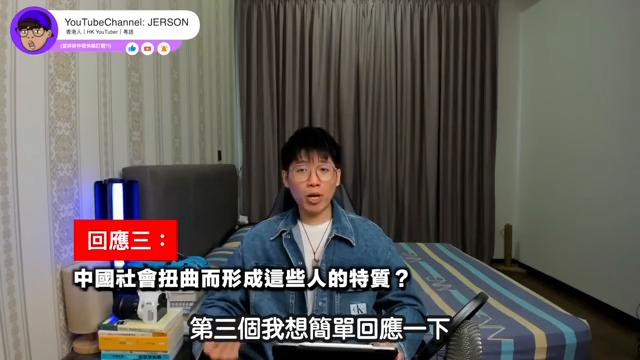 YouTubeChannel: JERSON
香港人|HK YouTuber|粵語
回應三：
中國社會扭曲而形成這些人的特質？
第三個我想簡單回應一下